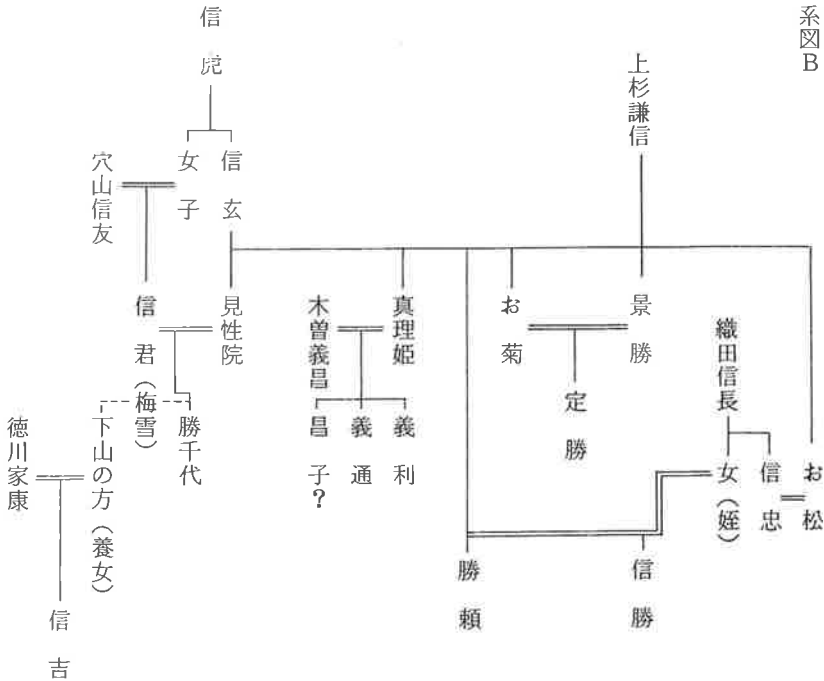 系図B
上杉謙信
信虎
信玄
女子
穴山信友
お松
信忠
織田信長
女（姪）
信勝
景勝
お菊
定勝
勝頼
真理姫
木曽義昌
義利
義通
昌子？
見性院
信君（梅雪）
勝千代
下山の方（養女）
徳川家康
信吉